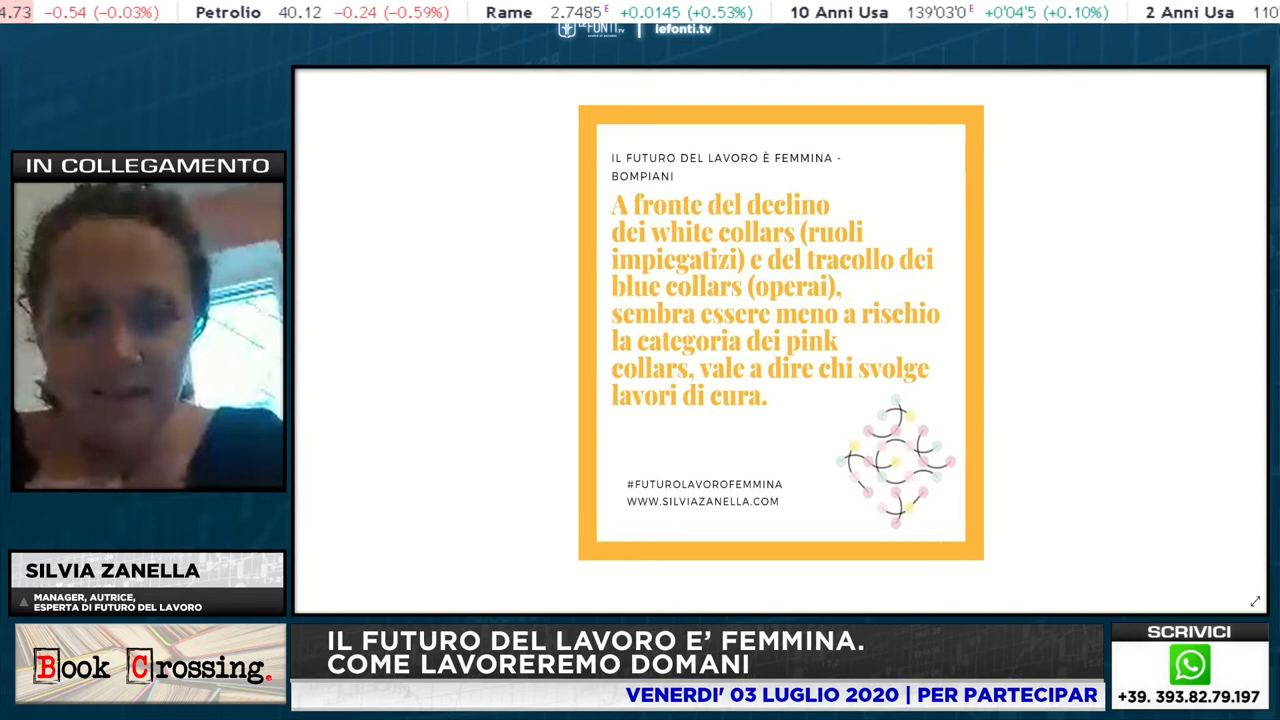 4.73 −0.54 (−0.03%) Petrolio 40.12 −0.24 (−0.59%) Rame 2.7485ᴱ +0.0145 (+0.53%) 10 Anni Usa 139'03'0ᴱ +0'04'5 (+0.10%) 2 Anni Usa 110
LE FONTI TV
lefonti.tv
IN COLLEGAMENTO
IL FUTURO DEL LAVORO È FEMMINA -
BOMPIANI
A fronte del declino
dei white collars (ruoli
impiegatizi) e del tracollo dei
blue collars (operai),
sembra essere meno a rischio
la categoria dei pink
collars, vale a dire chi svolge
lavori di cura.
#FUTUROLAVOROFEMMINA
WWW.SILVIAZANELLA.COM
SILVIA ZANELLA
MANAGER, AUTRICE,
ESPERTA DI FUTURO DEL LAVORO
Book Crossing.
IL FUTURO DEL LAVORO E' FEMMINA.
COME LAVOREREMO DOMANI
VENERDI' 03 LUGLIO 2020 | PER PARTECIPAR
SCRIVICI
+39. 393.82.79.197